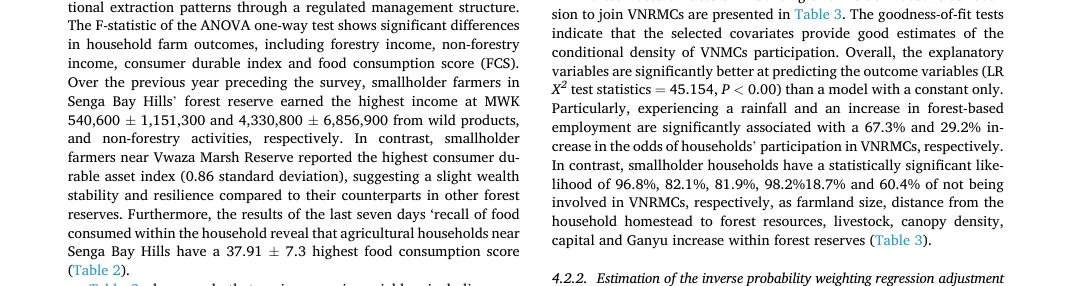 tional extraction patterns through a regulated management structure.
The F-statistic of the ANOVA one-way test shows significant differences
in household farm outcomes, including forestry income, non-forestry
income, consumer durable index and food consumption score (FCS).
Over the previous year preceding the survey, smallholder farmers in
Senga Bay Hills' forest reserve earned the highest income at MWK
540,600 ± 1,151,300 and 4,330,800 ± 6,856,900 from wild products,
and non-forestry activities, respectively. In contrast, smallholder
farmers near Vwaza Marsh Reserve reported the highest consumer du-
rable asset index (0.86 standard deviation), suggesting a slight wealth
stability and resilience compared to their counterparts in other forest
reserves. Furthermore, the results of the last seven days 'recall of food
consumed within the household reveal that agricultural households near
Senga Bay Hills have a 37.91 ± 7.3 highest food consumption score
(Table 2).
sion to join VNRMCs are presented in Table 3. The goodness-of-fit tests
indicate that the selected covariates provide good estimates of the
conditional density of VNMCs participation. Overall, the explanatory
variables are significantly better at predicting the outcome variables (LR
X² test statistics = 45.154, P < 0.00) than a model with a constant only.
Particularly, experiencing a rainfall and an increase in forest-based
employment are significantly associated with a 67.3% and 29.2% in-
crease in the odds of households' participation in VNRMCs, respectively.
In contrast, smallholder households have a statistically significant like-
lihood of 96.8%, 82.1%, 81.9%, 98.2%18.7% and 60.4% of not being
involved in VNRMCs, respectively, as farmland size, distance from the
household homestead to forest resources, livestock, canopy density,
capital and Ganyu increase within forest reserves (Table 3).
4.2.2. Estimation of the inverse probability weighting regression adjustment